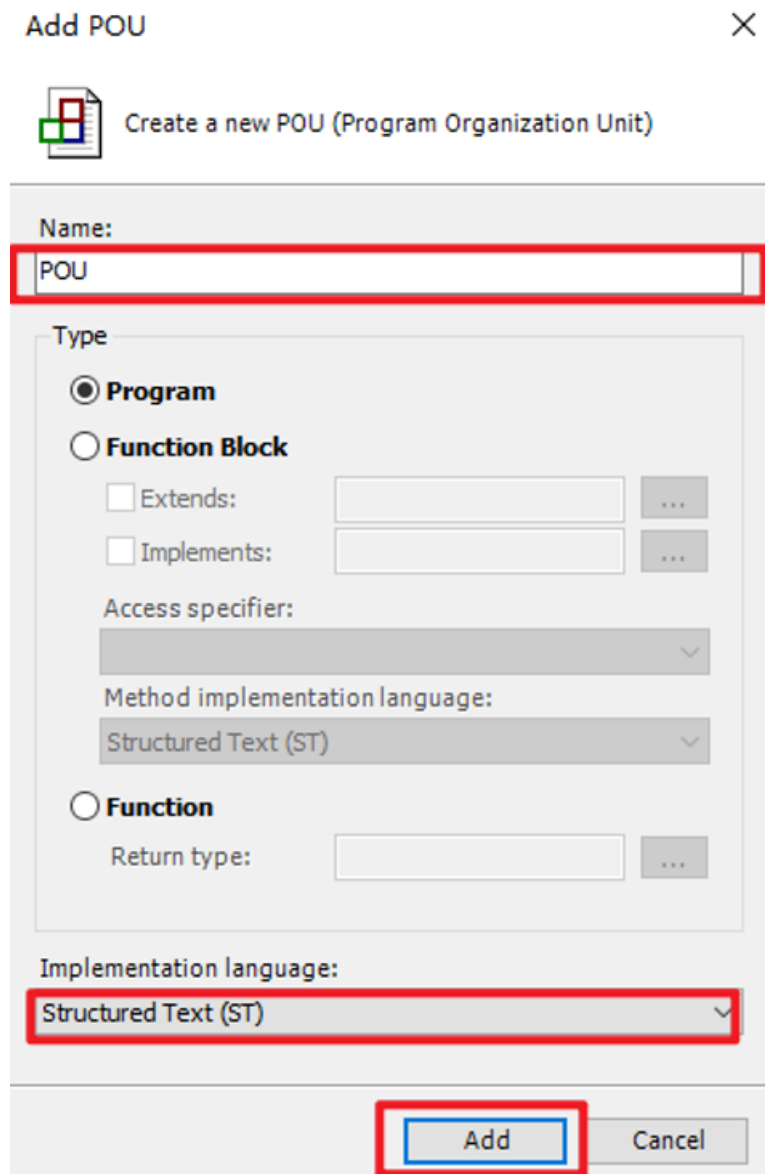 Add POU
Create a new POU (Program Organization Unit)
Name:
POU
Type
Program
Function Block
Extends:
...
Implements:
...
Access specifier:
Method implementation language:
Structured Text (ST)
Function
Return type:
...
Implementation language:
Structured Text (ST)
Add Cancel